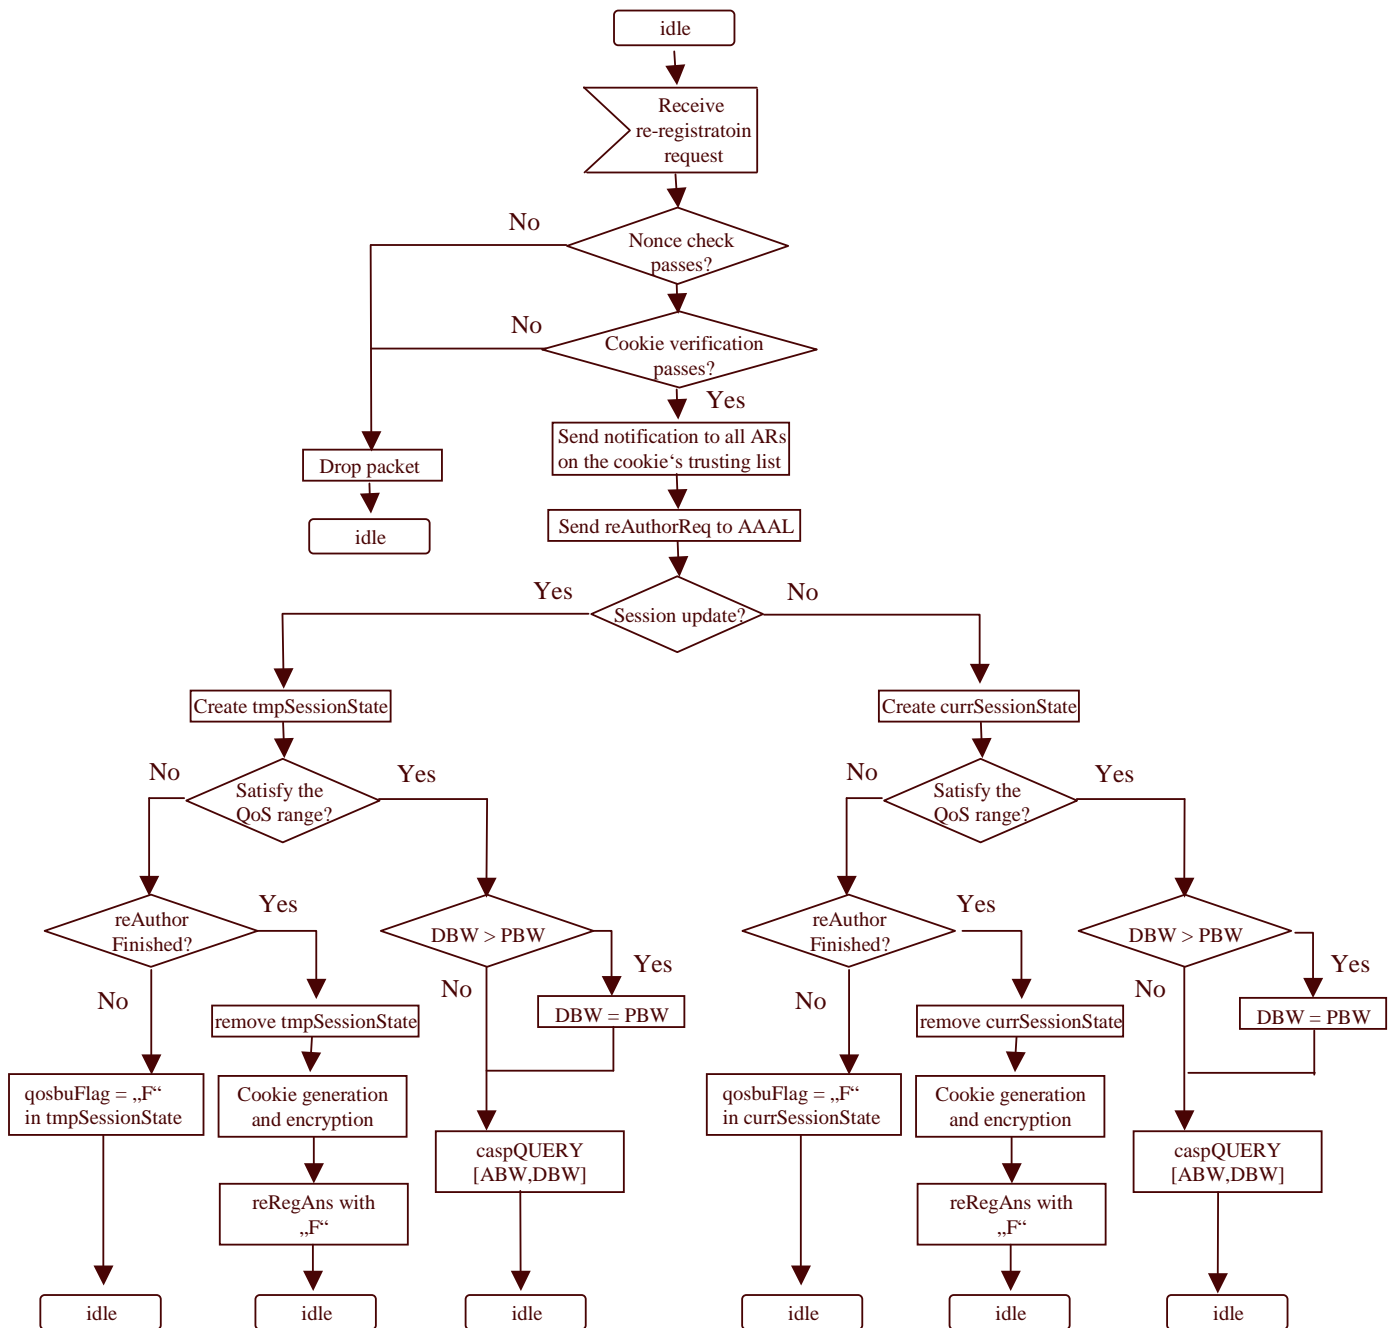 idle
Receive
re-registratoin
request
No
Nonce check
passes?
No
Cookie verification
passes?
Yes
Send notification to all ARs
on the cookie‘s trusting list
Drop packet
idle
Send reAuthorReq to AAAL
Yes
No
Session update?
Create tmpSessionState
Create currSessionState
No
Yes
Satisfy the
QoS range?
No
Yes
Satisfy the
QoS range?
reAuthor
Finished?
Yes
DBW > PBW
Yes
No
No
DBW = PBW
remove tmpSessionState
qosbuFlag = „F“
in tmpSessionState
Cookie generation
and encryption
caspQUERY
[ABW,DBW]
reRegAns with
„F“
reAuthor
Finished?
Yes
DBW > PBW
Yes
No
No
DBW = PBW
remove currSessionState
qosbuFlag = „F“
in currSessionState
Cookie generation
and encryption
caspQUERY
[ABW,DBW]
reRegAns with
„F“
idle
idle
idle
idle
idle
idle